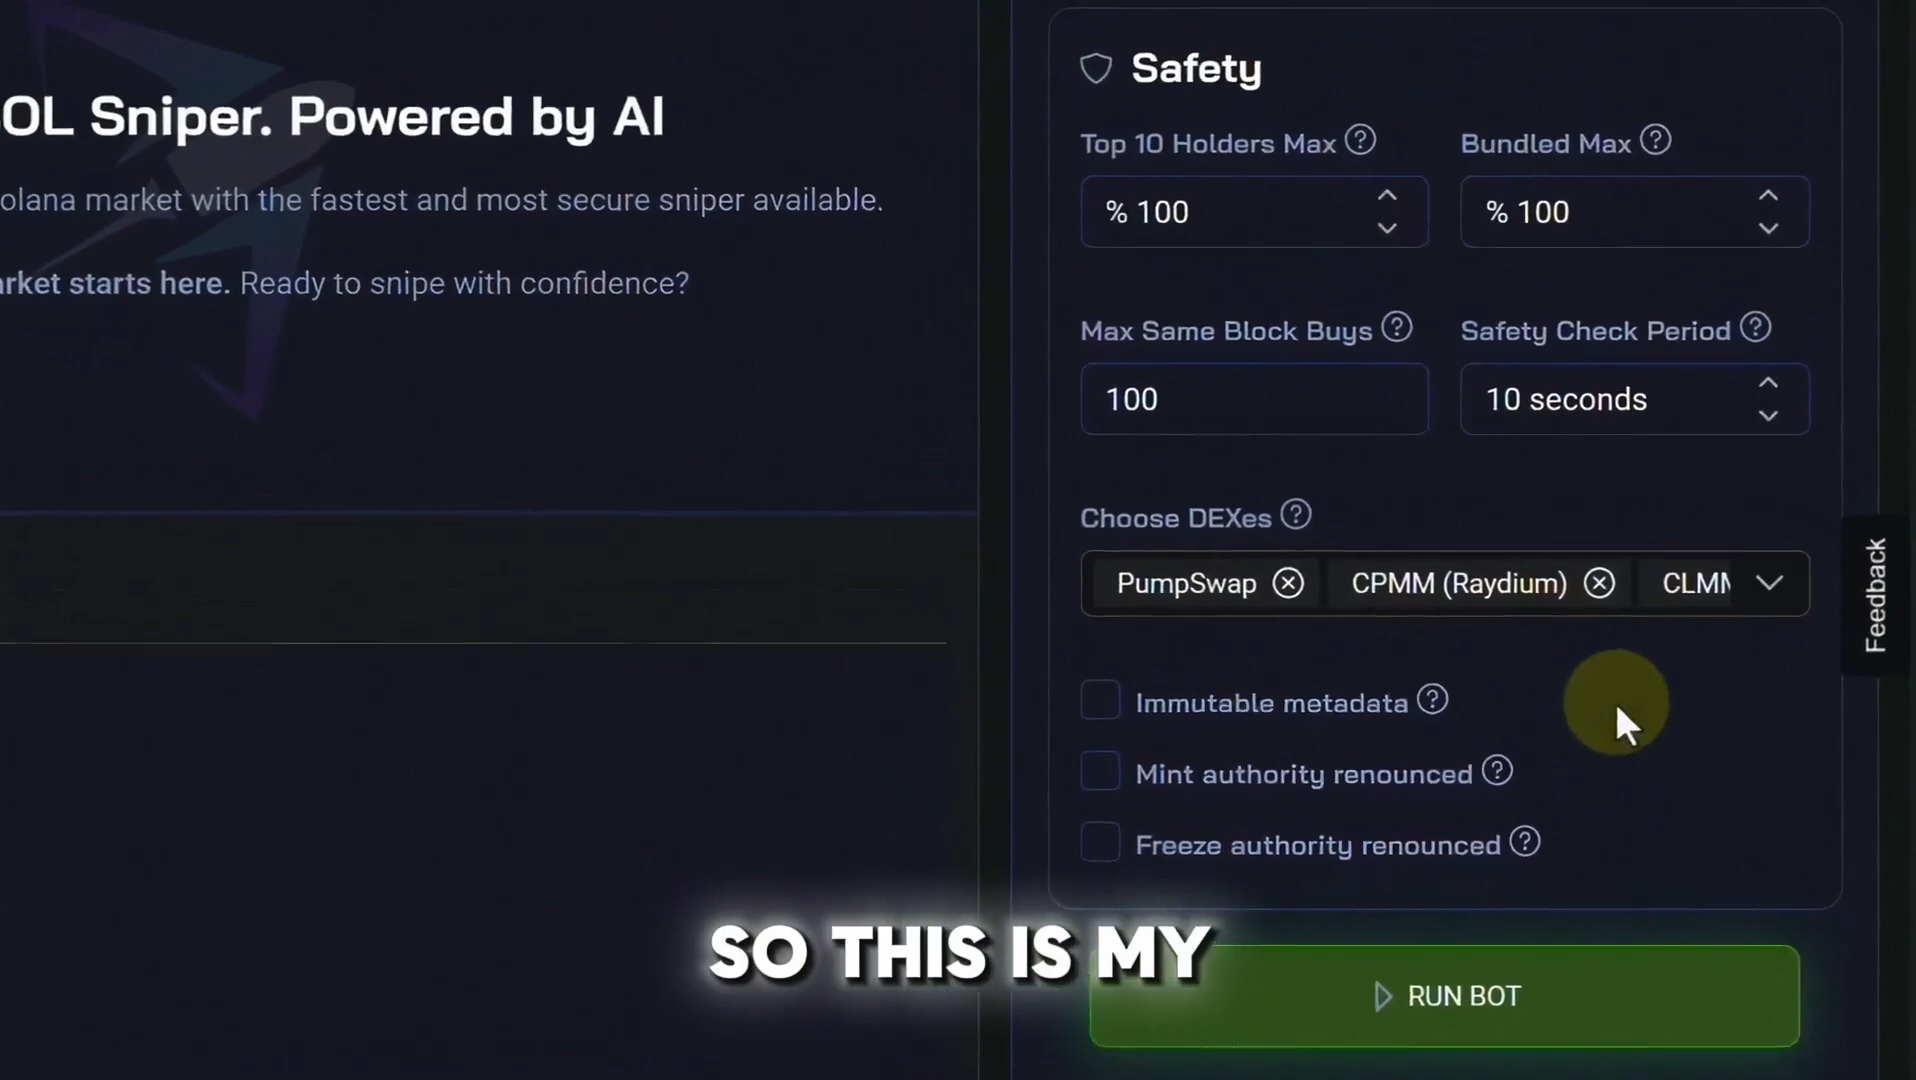 OL Sniper. Powered by AI
olana market with the fastest and most secure sniper available.
arket starts here. Ready to snipe with confidence?
Safety
Top 10 Holders Max
Bundled Max
% 100
% 100
Max Same Block Buys
Safety Check Period
100
10 seconds
Choose DEXes
PumpSwap
CPMM (Raydium)
CLMM
Immutable metadata
Mint authority renounced
Freeze authority renounced
Feedback
SO THIS IS MY
RUN BOT